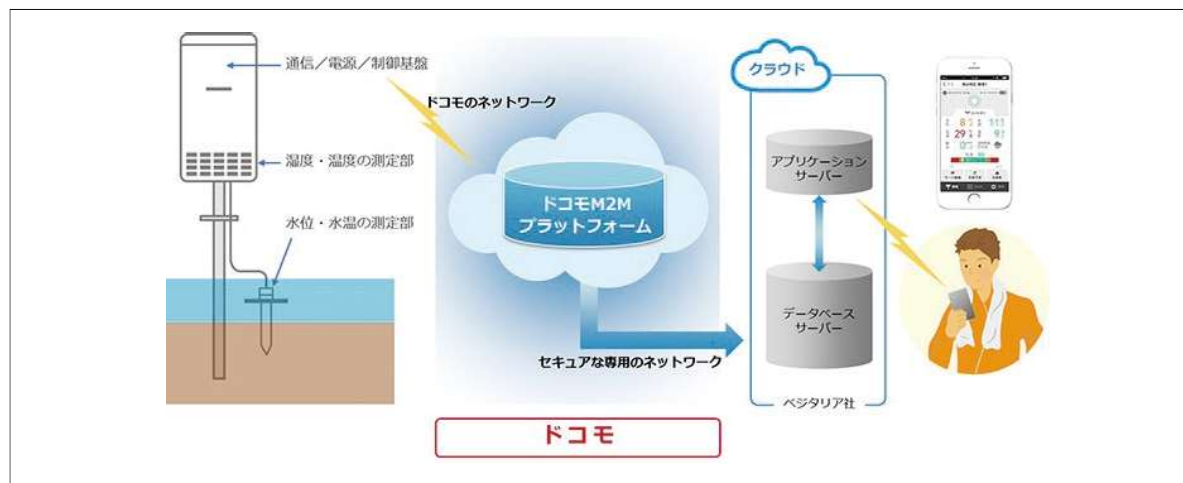 通信／電源／制御基盤
湿度・温度の測定部
水位・水温の測定部
ドコモのネットワーク
ドコモM2M
プラットフォーム
セキュアな専用のネットワーク
ドコモ
クラウド
アプリケーション
サーバー
データベース
サーバー
ベジタリア社
8
29
0
9